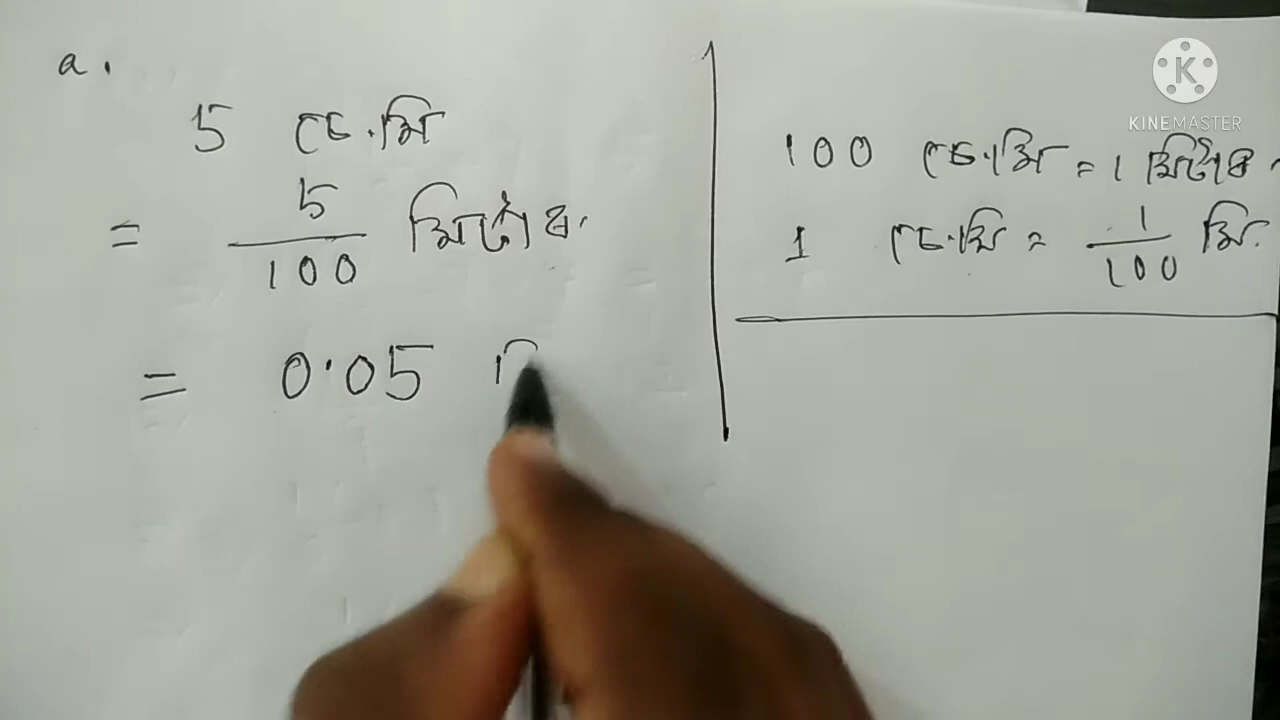 a.
5 চে.মি
= 5/100 মিটাৰ.
= 0.05 মি
100 চে.মি = 1 মিটাৰ
1 চে.মি = 1/100 মি.
KINEMASTER